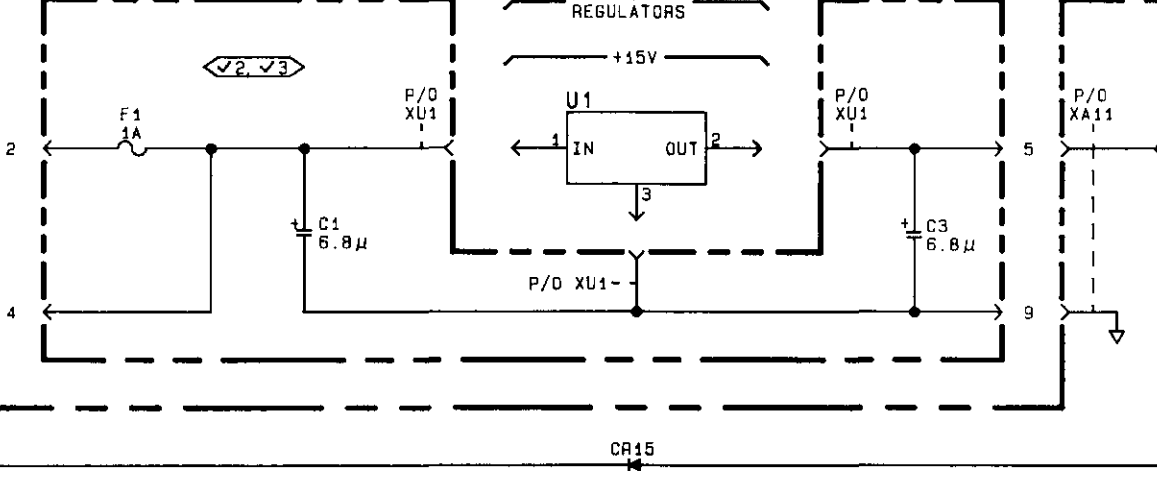 REGULATORS
+15V
✓2, ✓3
F1
1A
P/O
XU1
U1
P/O
XU1
P/O
XA11
2
1
IN
OUT
2
5
3
+
C1
6.8µ
+
C3
6.8µ
P/O XU1
4
9
CR15